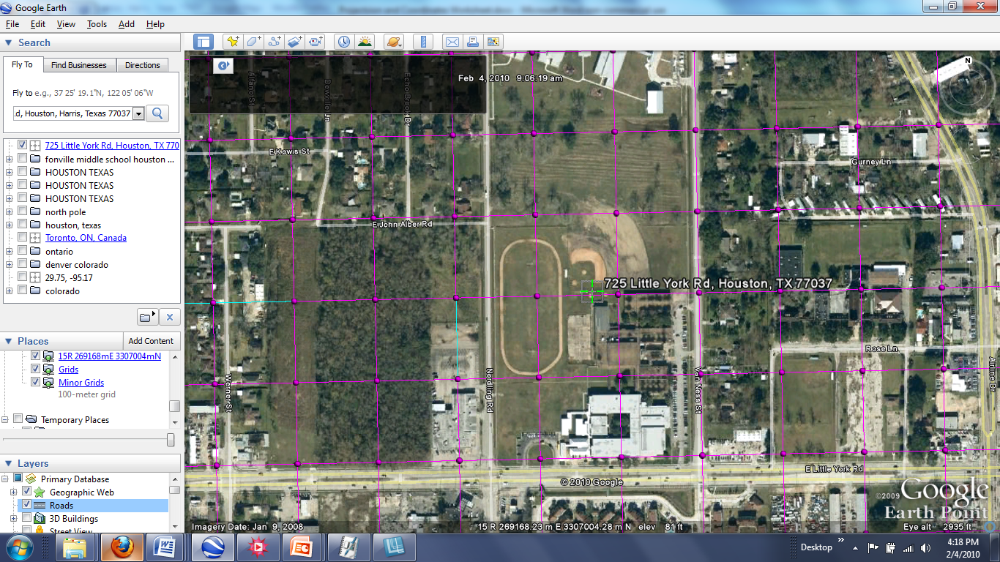 Google Earth
File Edit View Tools Add Help
Search
Fly To Find Businesses Directions
Fly to e.g., 37 25' 19.1"N, 122 05' 06"W
d, Houston, Harris, Texas 77037
725 Little York Rd, Houston, TX 770
fonville middle school houston ...
HOUSTON TEXAS
HOUSTON TEXAS
HOUSTON TEXAS
north pole
houston, texas
Toronto, ON, Canada
ontario
denver colorado
29.75, -95.17
colorado
Places
Add Content
15R 269168mE 3307004mN
Grids
Minor Grids
100-meter grid
Temporary Places
Layers
Primary Database
Geographic Web
Roads
3D Buildings
Street View
Feb 4, 2010 9:06:19 am
N
Alfano St
Echo Brook Dr
E Kowis St
Gurney Ln
E John Alber Rd
725 Little York Rd, Houston, TX 77037
Rose Ln
Werner St
Nordling Rd
Van Ness St
Airline Dr
E Little York Rd
© 2010 Google
©2009 Google
Earth Point
Imagery Date: Jan 9, 2008
15 R 269168.23 m E 3307004.28 m N elev 81 ft
Eye alt 2935 ft
Desktop
4:18 PM
2/4/2010